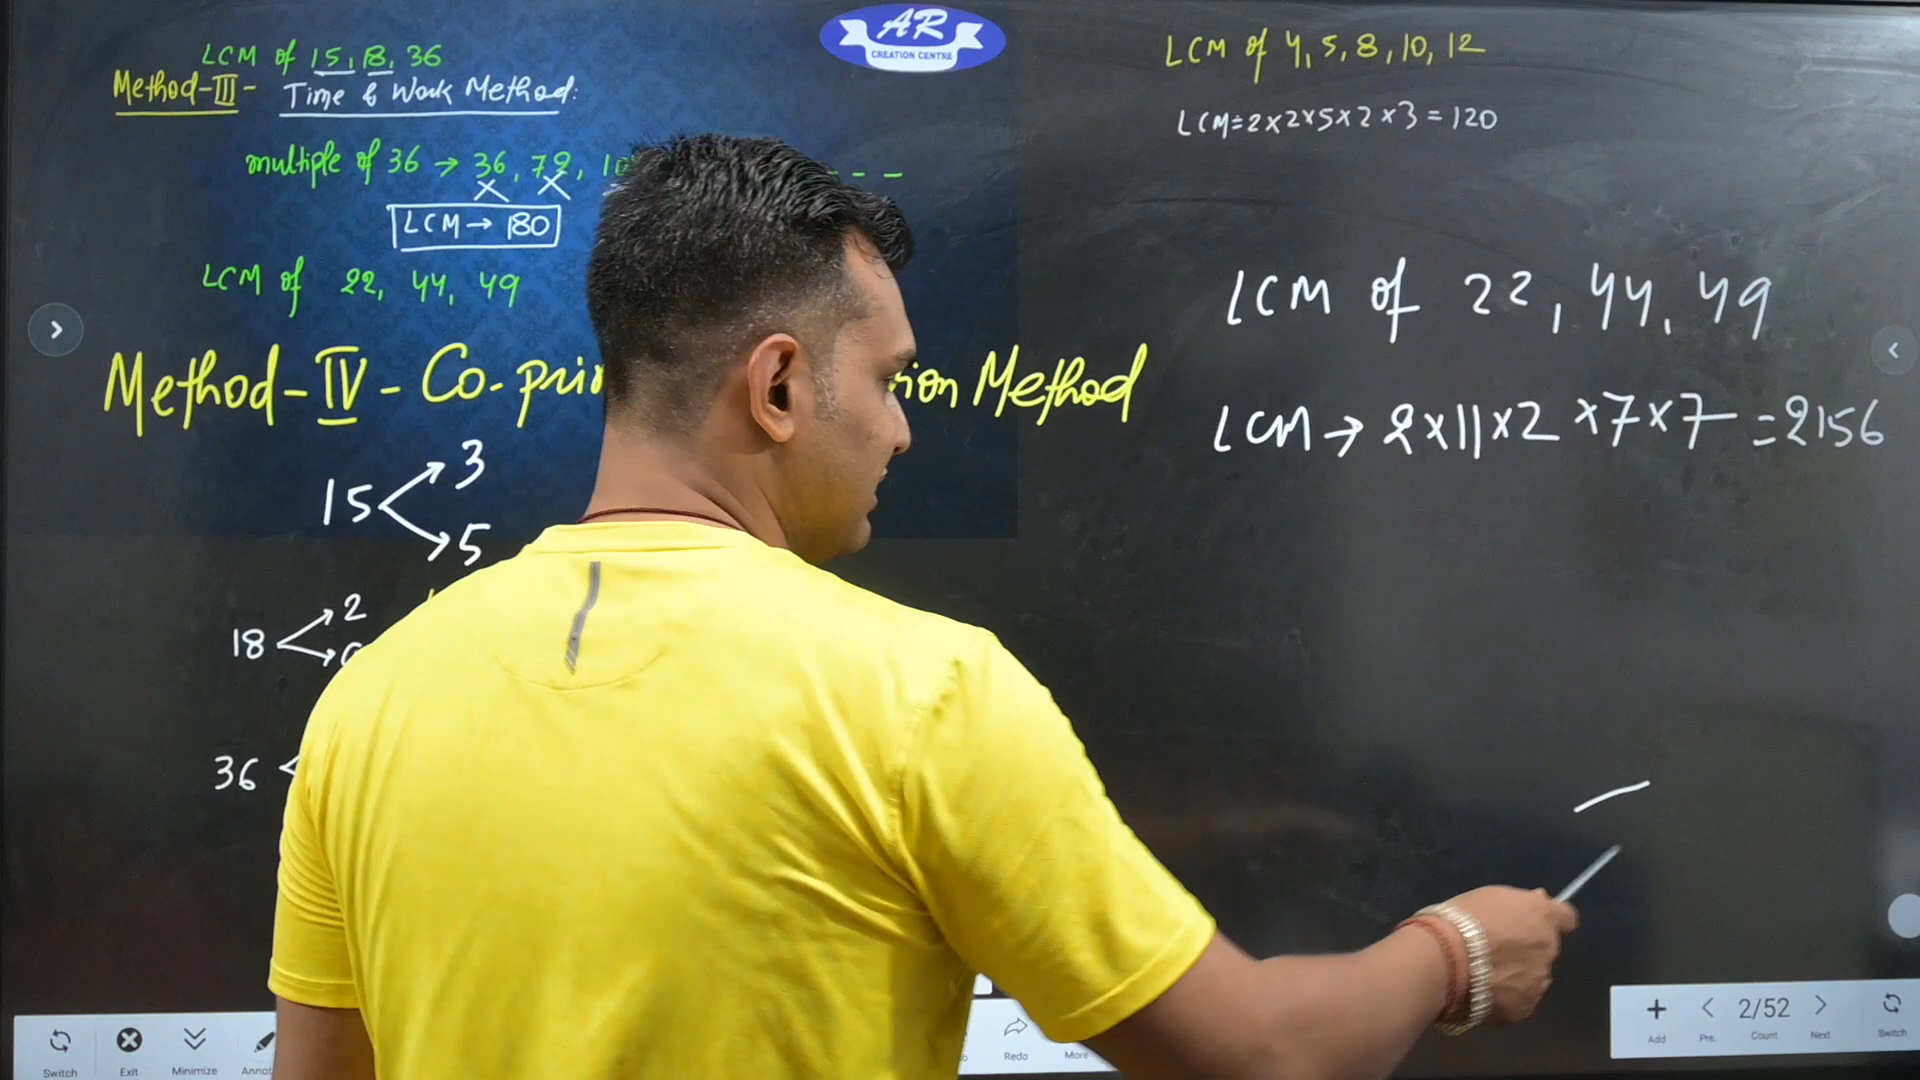 AR
CREATION CENTRE
LCM of 15, 18, 36
Method-III- Time & Work Method:
multiple of 36 → 36, 72,
LCM → 180
LCM of 22, 44, 49
Method-IV-Co- Method
15 3
5
18 2
36
LCM of 4, 5, 8, 10, 12
LCM=2×2×5×2×3=120
LCM of 22, 44, 49
LCM → 2×11×2×7×7=2156
Switch Exit Minimize Redo More
Add Pre. 2/52 Count Next Switch